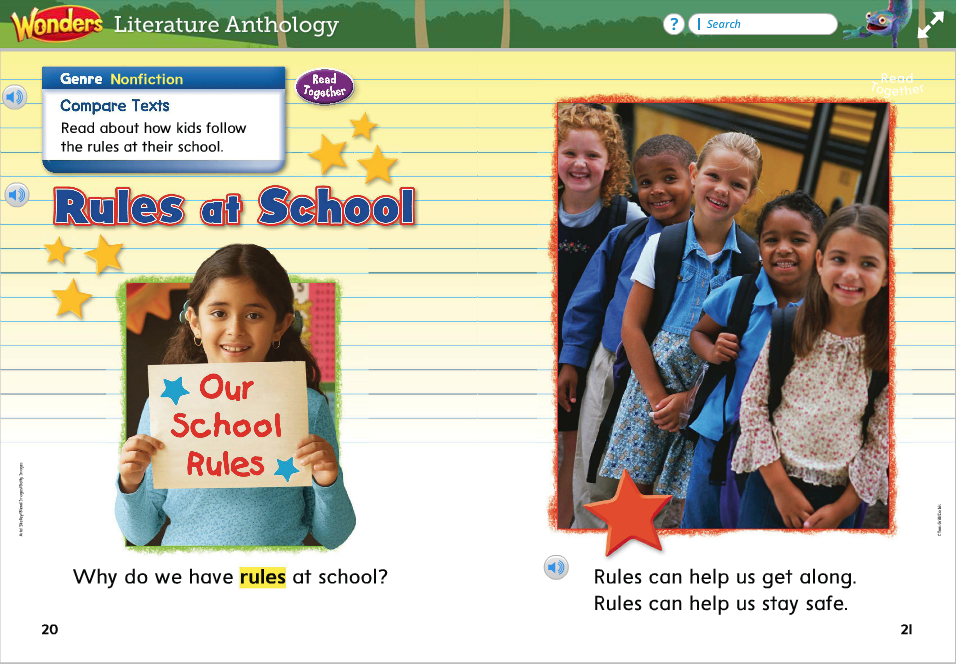 Wonders Literature Anthology
? Search
Genre Nonfiction
Compare Texts
Read about how kids follow
the rules at their school.
Read
Together
Read
Together
Rules at School
Our
School
Rules
Why do we have rules at school?
20
Rules can help us get along.
Rules can help us stay safe.
21